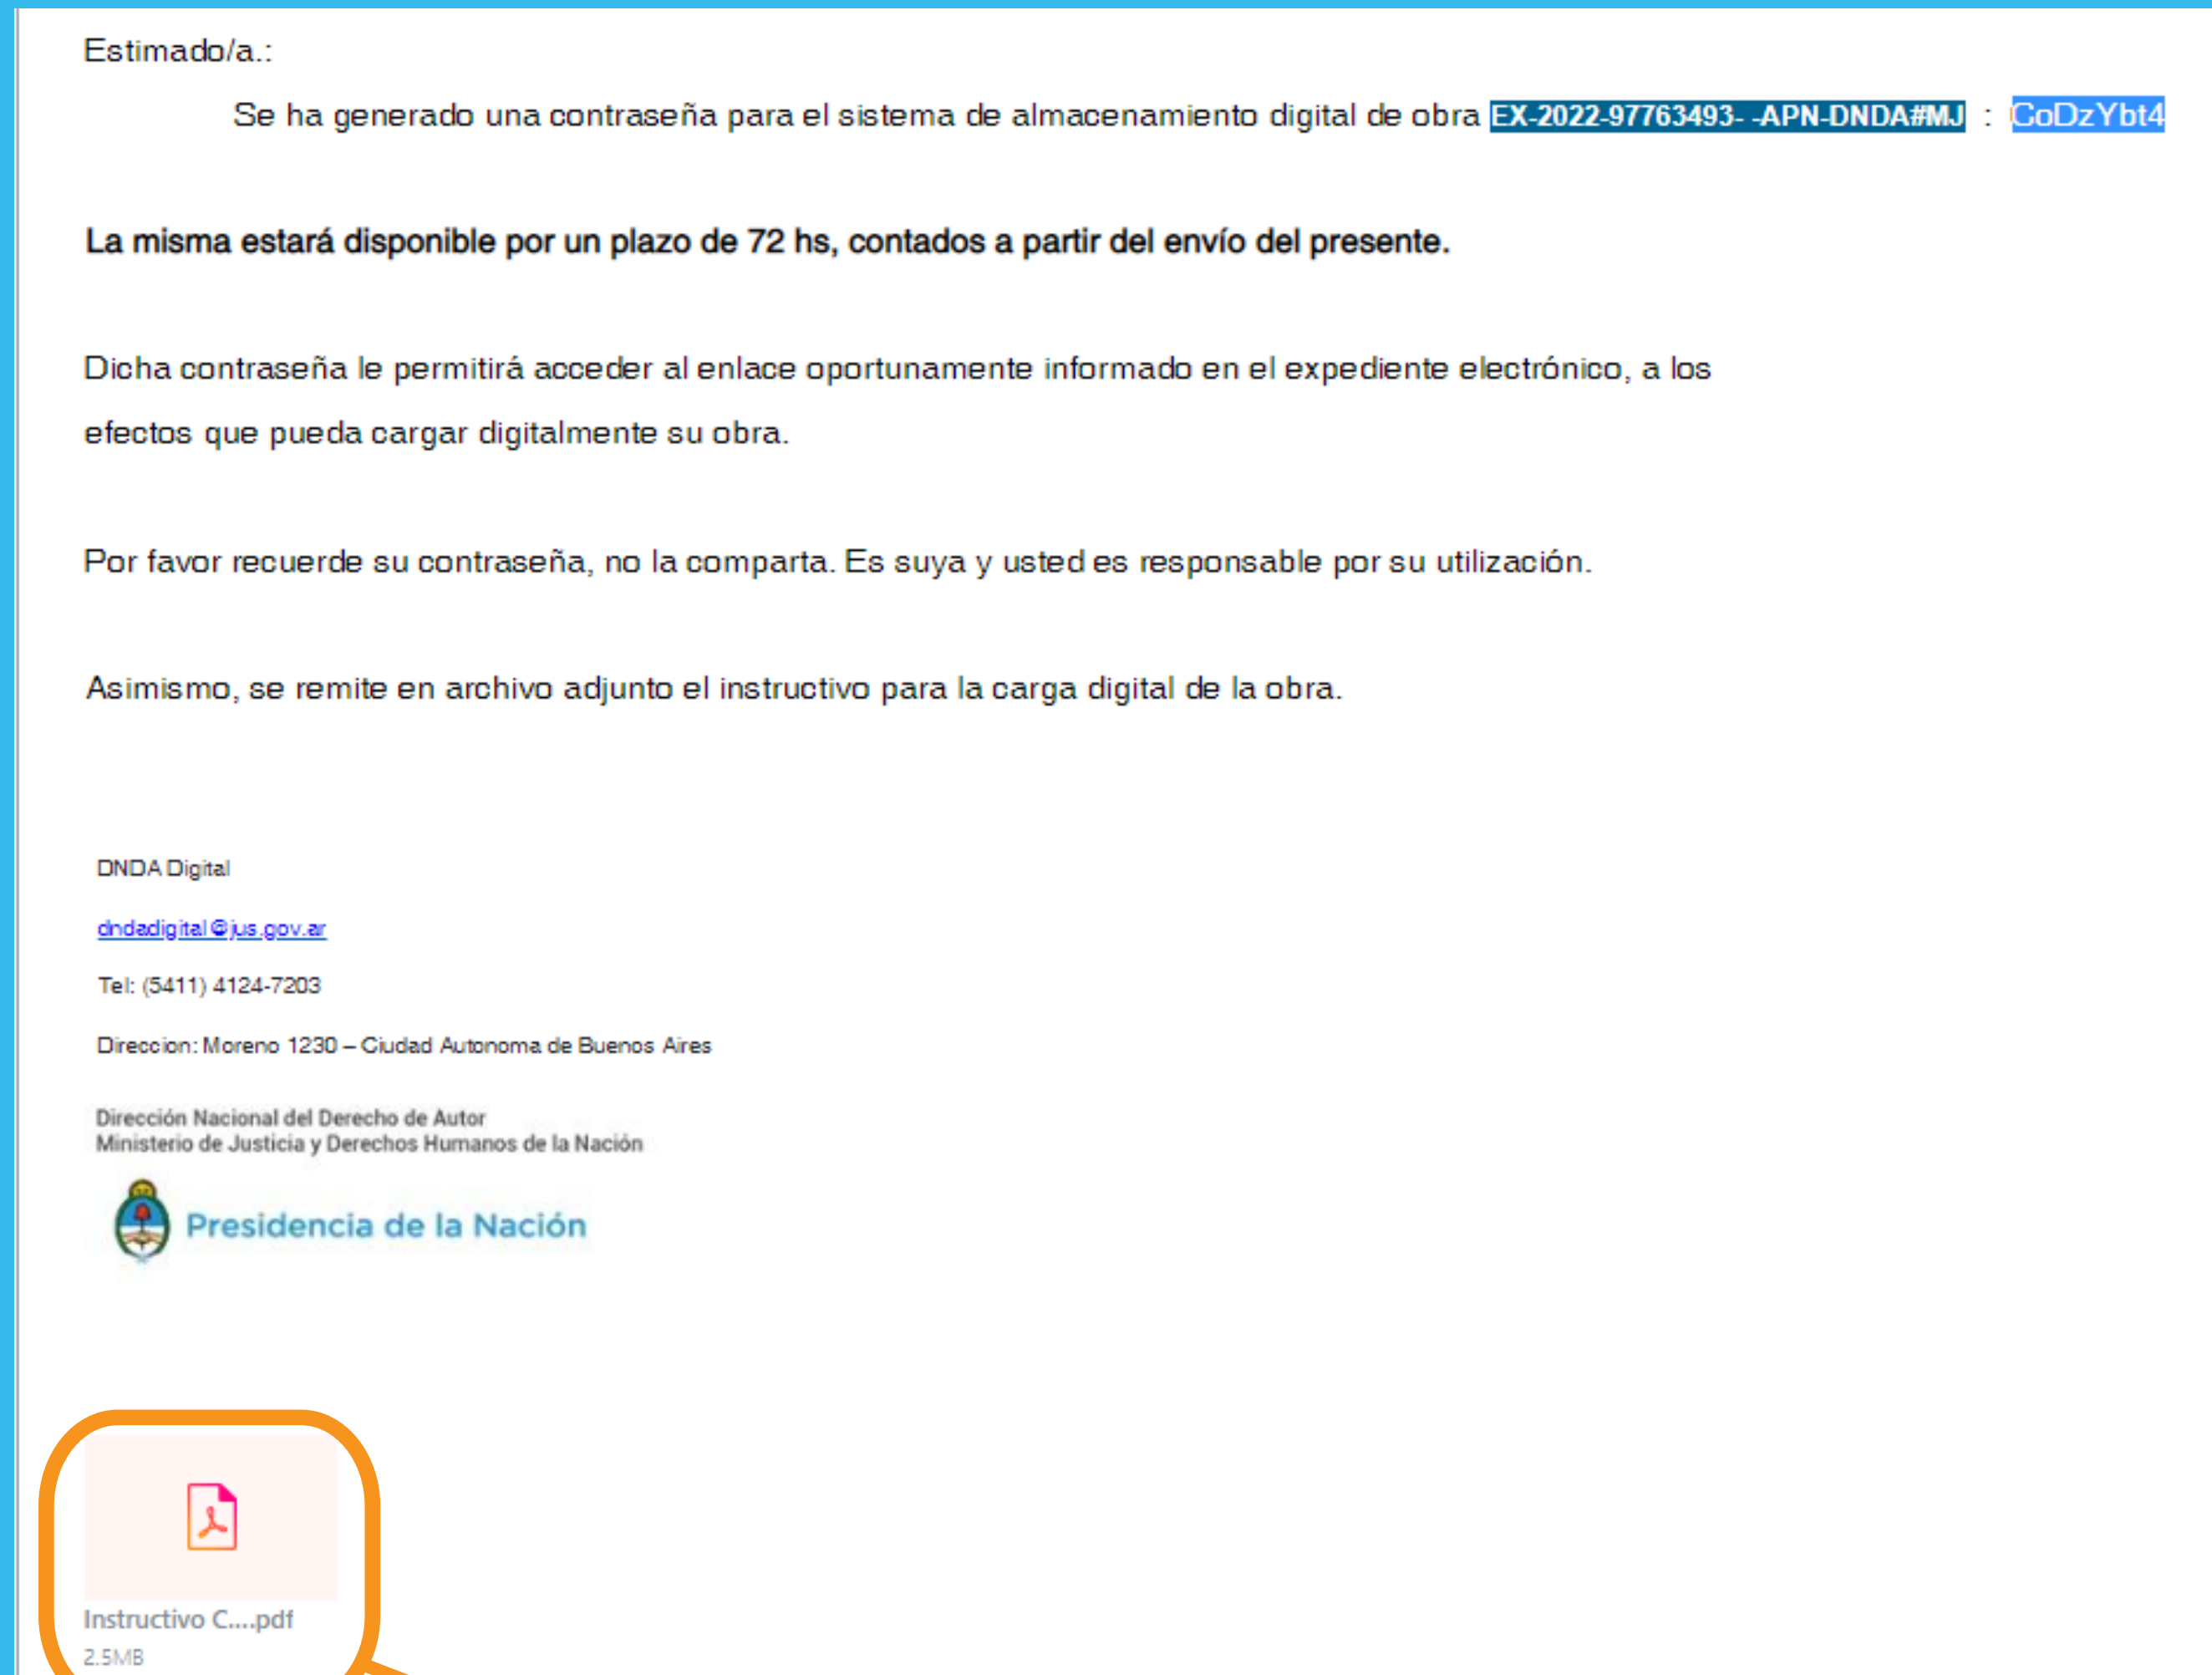 Estimado/a.:
Se ha generado una contraseña para el sistema de almacenamiento digital de obra EX-2022-97763493- -APN-DNDA#MJ : CoDzYbt4
La misma estará disponible por un plazo de 72 hs, contados a partir del envío del presente.
Dicha contraseña le permitirá acceder al enlace oportunamente informado en el expediente electrónico, a los
efectos que pueda cargar digitalmente su obra.
Por favor recuerde su contraseña, no la comparta. Es suya y usted es responsable por su utilización.
Asimismo, se remite en archivo adjunto el instructivo para la carga digital de la obra.
DNDA Digital
dndadigital@jus.gov.ar
Tel: (5411) 4124-7203
Direccion: Moreno 1230 – Ciudad Autonoma de Buenos Aires
Dirección Nacional del Derecho de Autor
Ministerio de Justicia y Derechos Humanos de la Nación
Presidencia de la Nación
Instructivo C....pdf
2.5MB